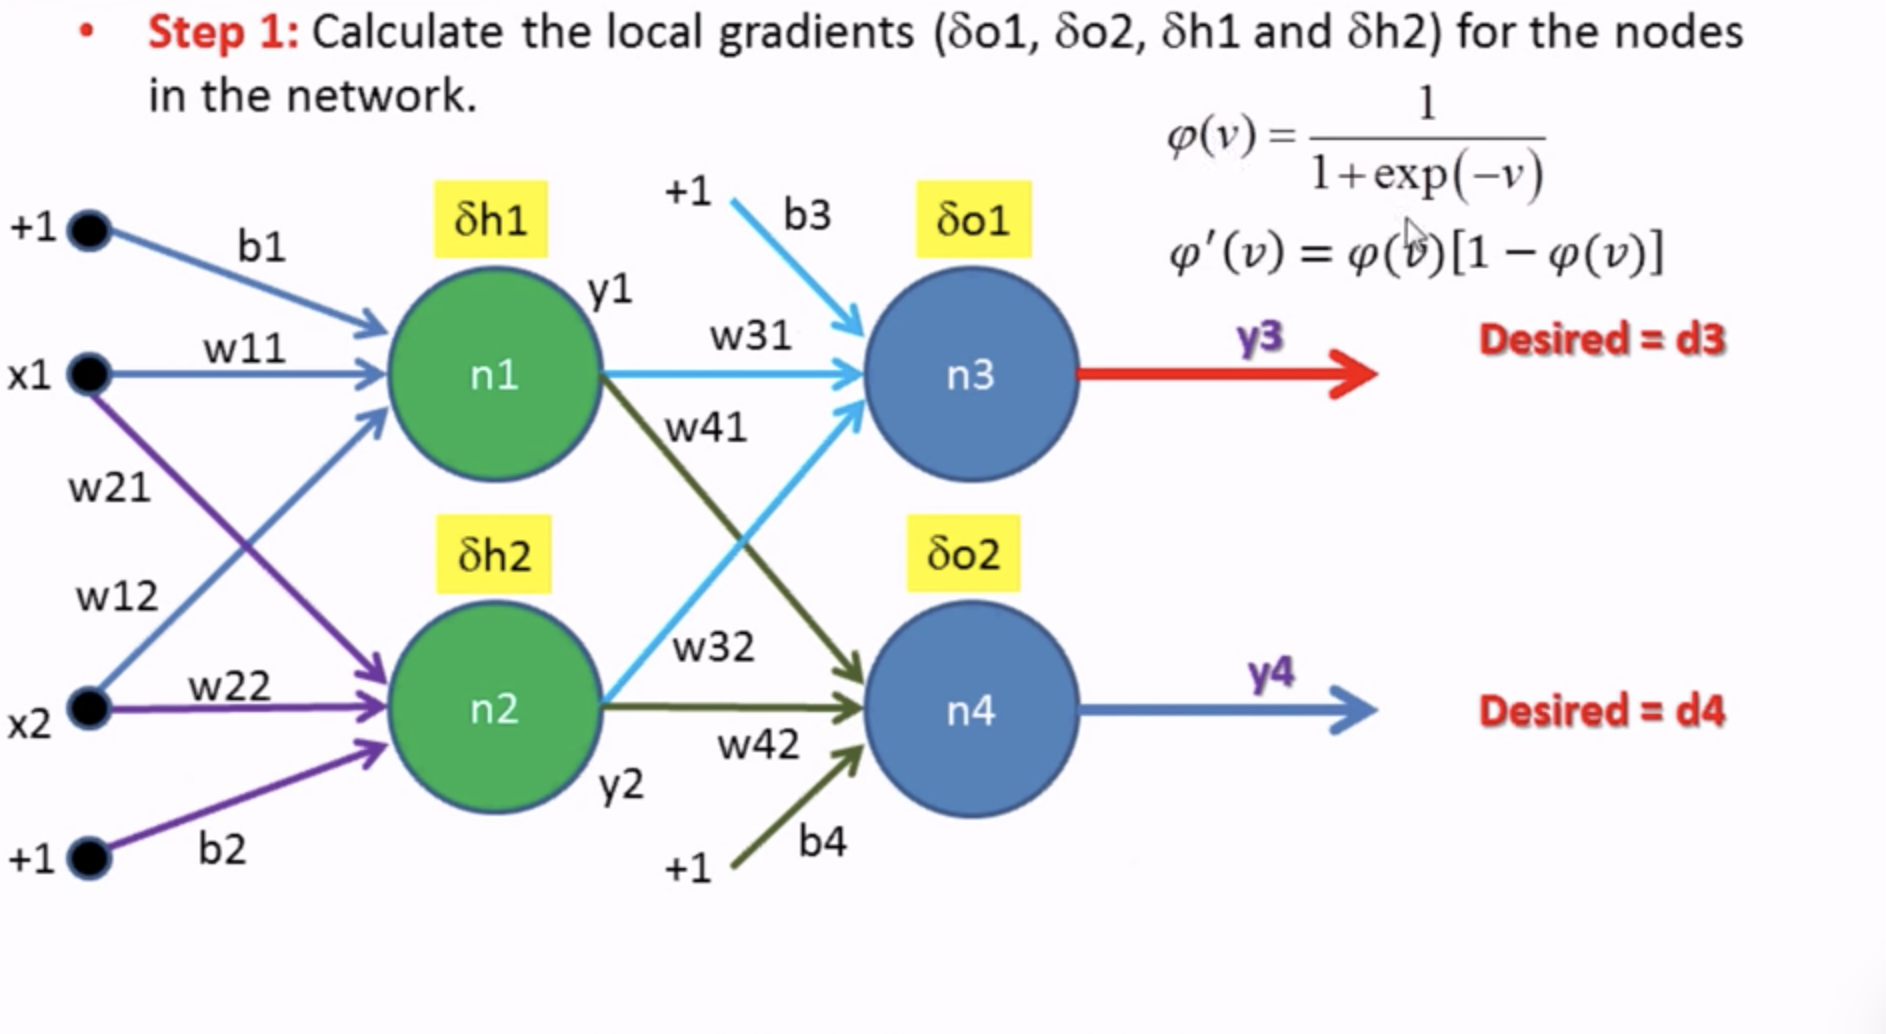 • Step 1: Calculate the local gradients (δo1, δo2, δh1 and δh2) for the nodes
in the network.
φ(v) = 1 / 1+exp(−v)
φ′(v) = φ(v)[1 − φ(v)]
+1
b1
δh1
+1
b3
δo1
x1
w11
n1
y1
w31
n3
y3
Desired = d3
w41
w21
w12
δh2
δo2
x2
w22
n2
w32
n4
y4
Desired = d4
w42
y2
+1
b2
+1
b4